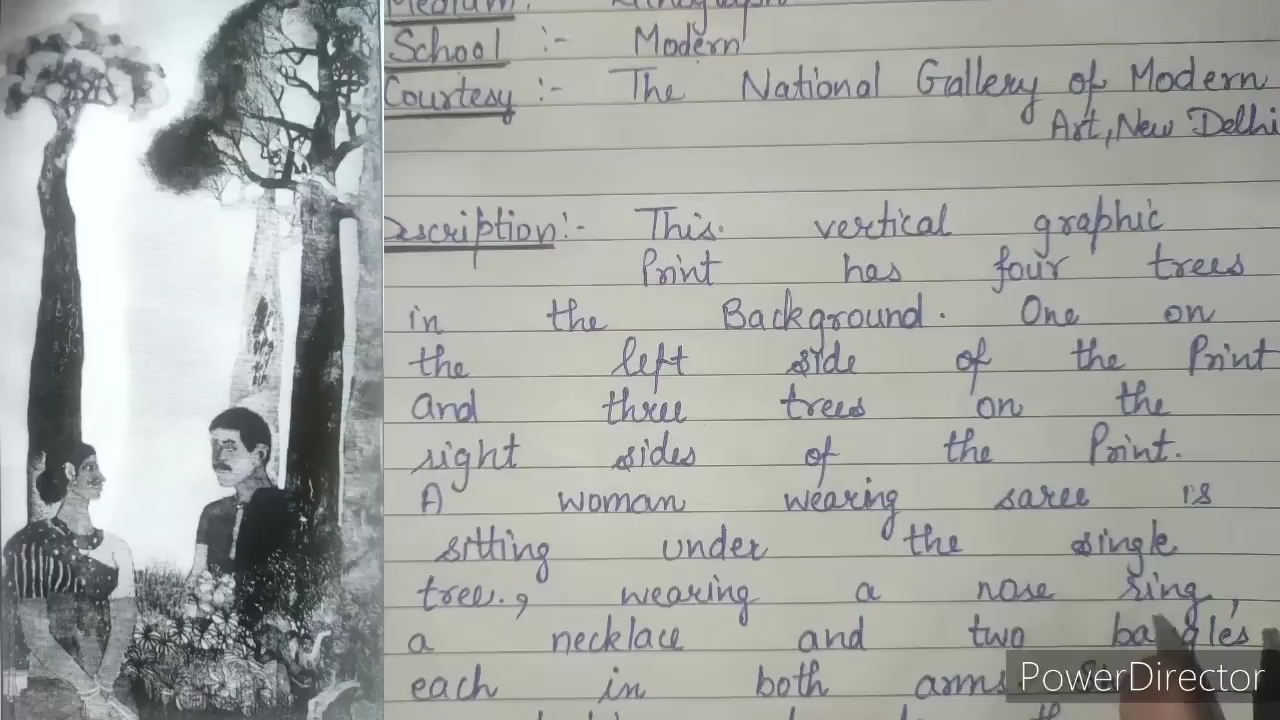 Medium:
School :- Modern
Courtesy :- The National Gallery of Modern
Art, New Delhi
Description:- This vertical graphic
Print has four trees
in the Background. One on
the left side of the Print
and three trees on the
right sides of the Print.
A woman wearing saree is
sitting under the single
tree., wearing a nose ring,
a necklace and two bangles
each in both arms.
PowerDirector